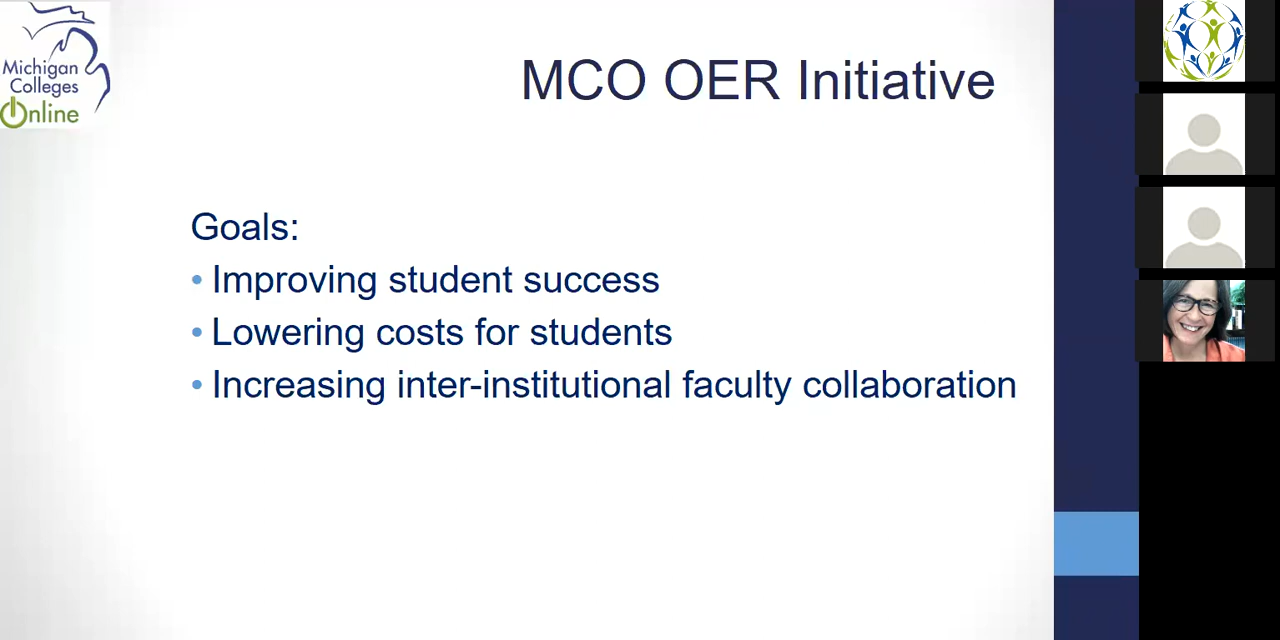 Michigan
Colleges
Online
MCO OER Initiative
Goals:
• Improving student success
• Lowering costs for students
• Increasing inter-institutional faculty collaboration